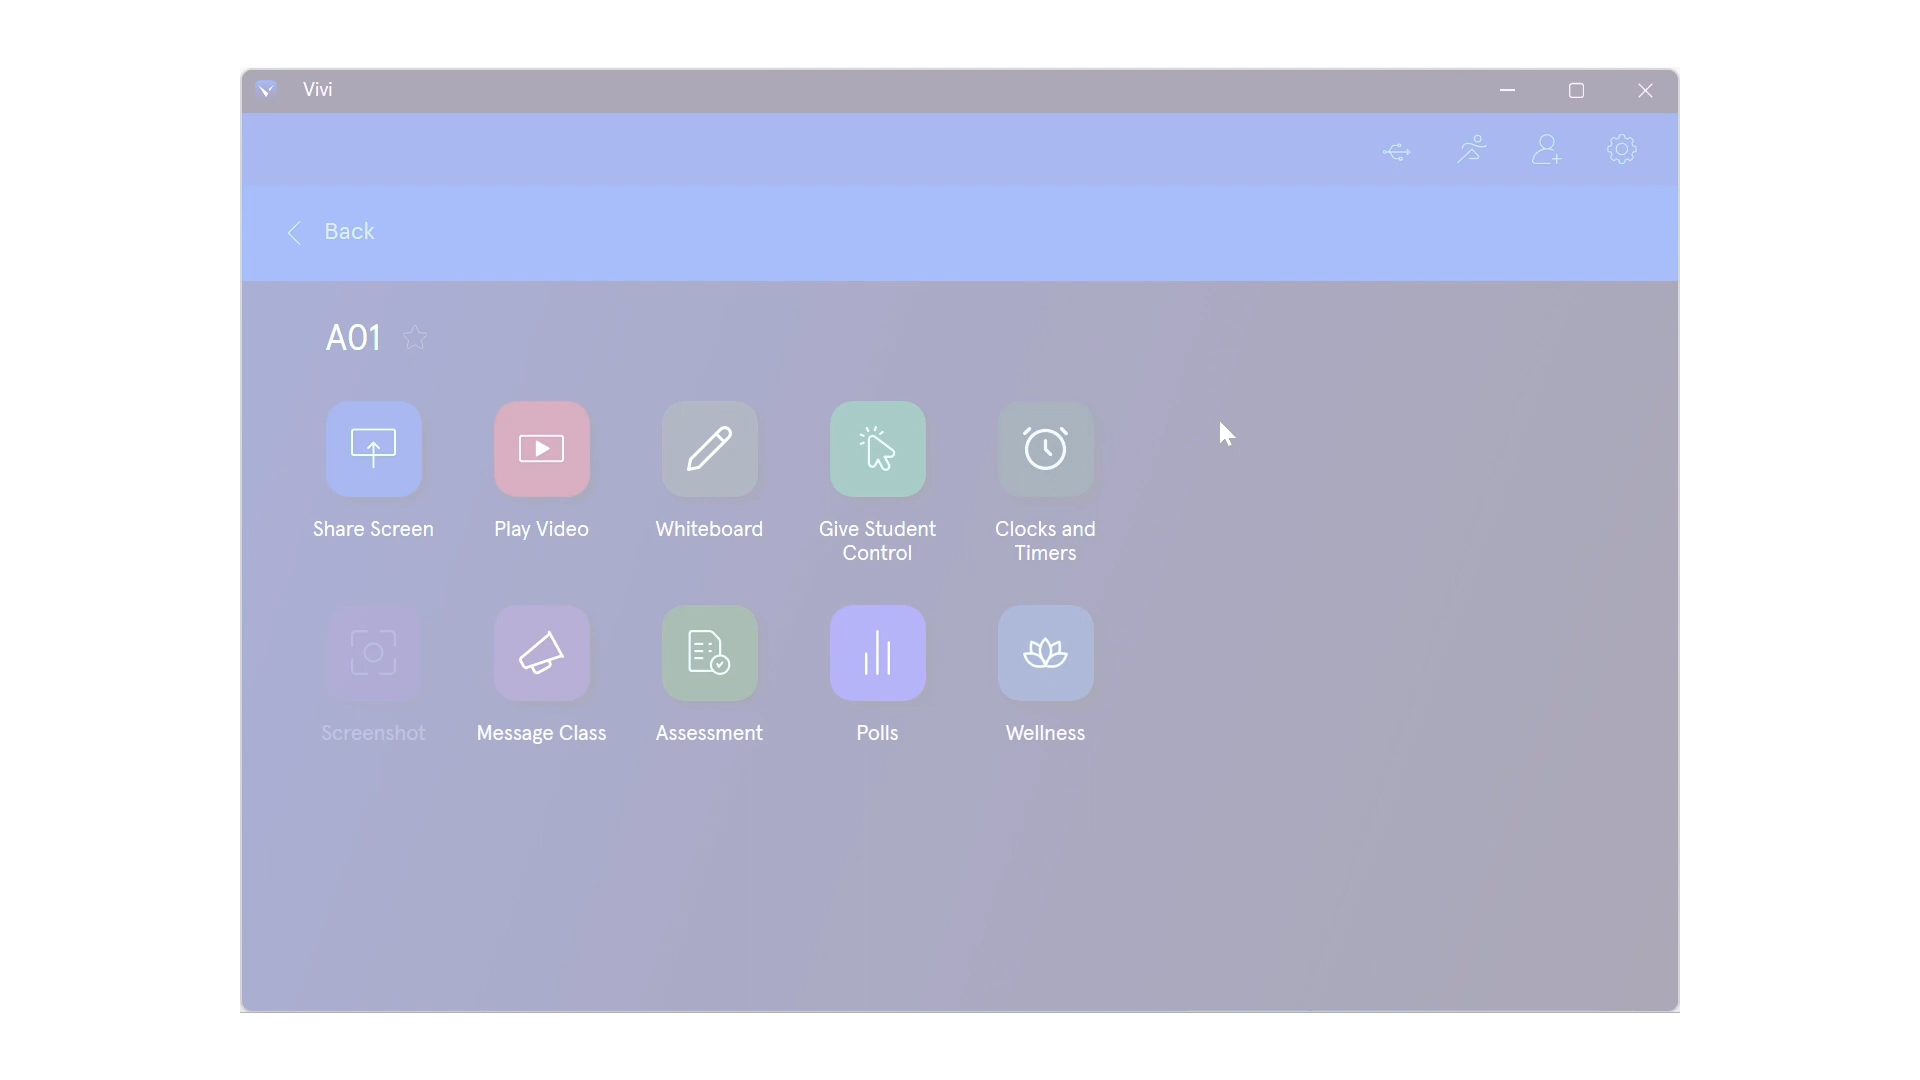 Vivi
Back
A01
Share Screen
Play Video
Whiteboard
Give Student
Control
Clocks and
Timers
Screenshot
Message Class
Assessment
Polls
Wellness